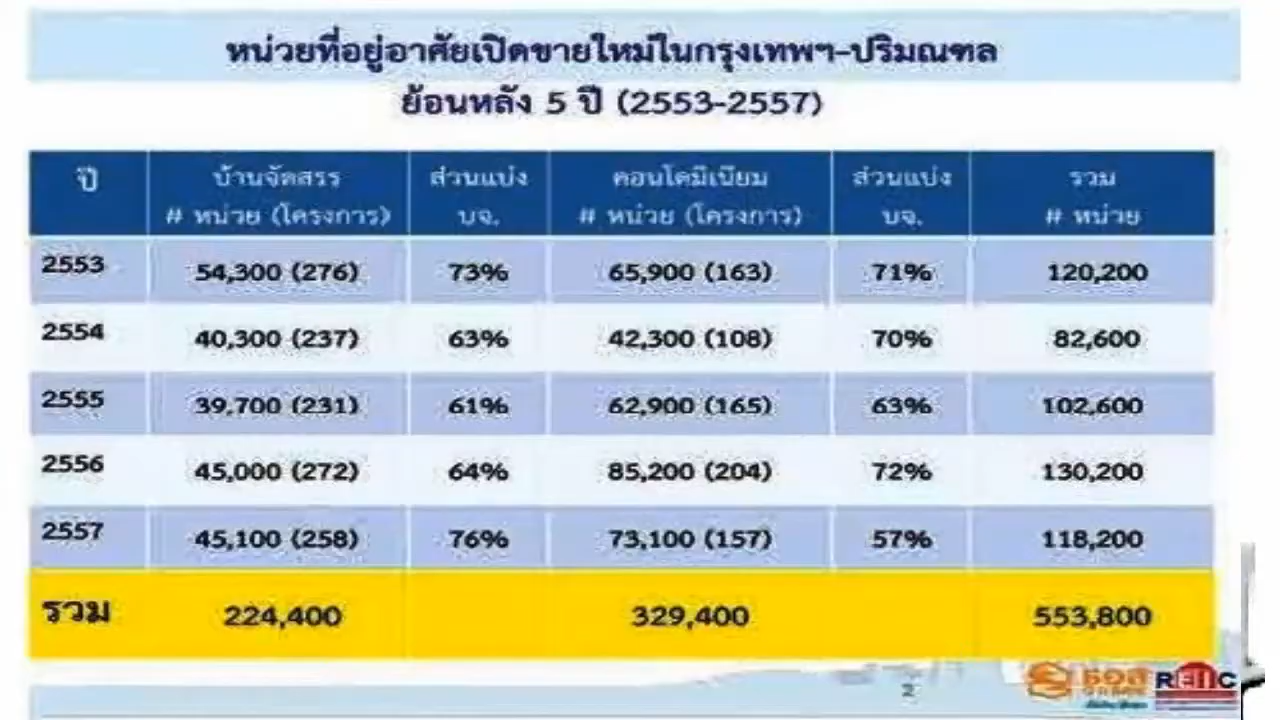 หน่วยที่อยู่อาศัยเปิดขายใหม่ในกรุงเทพฯ-ปริมณฑล
ย้อนหลัง 5 ปี (2553-2557)
ปี บ้านจัดสรร ส่วนแบ่ง คอนโดมิเนียม ส่วนแบ่ง รวม
# หน่วย (โครงการ) บจ. # หน่วย (โครงการ) บจ. # หน่วย
2553 54,300 (276) 73% 65,900 (163) 71% 120,200
2554 40,300 (237) 63% 42,300 (108) 70% 82,600
2555 39,700 (231) 61% 62,900 (165) 63% 102,600
2556 45,000 (272) 64% 85,200 (204) 72% 130,200
2557 45,100 (258) 76% 73,100 (157) 57% 118,200
รวม 224,400 329,400 553,800
2 ธอส REIC